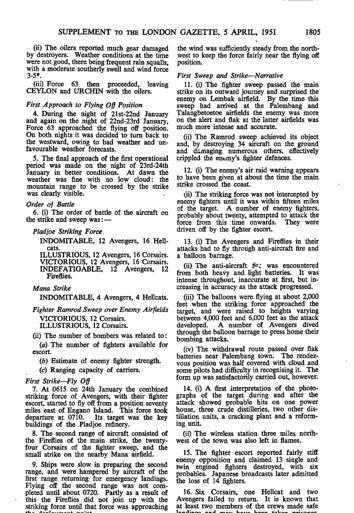 SUPPLEMENT TO THE LONDON GAZETTE, 5 APRIL, 1951 1805
(ii) The oilers reported much gear damaged
by destroyers. Weather conditions at the time
were not good, there being frequent rain squalls,
with a moderate southerly swell and wind force
3-5*.
(iii) Force 63 then proceeded, leaving
CEYLON and URCHIN with the oilers.
First Approach to Flying Off Position
4. During the night of 21st-22nd January
and again on the night of 22nd-23rd January,
Force 63 approached the flying off position.
On both nights it was decided to turn back to
the westward, owing to bad weather and un-
favourable weather forecasts.
5. The final approach of the first operational
period was made on the night of 23rd-24th
January in better conditions. At dawn the
weather was fine with no low cloud: the
mountain range to be crossed by the strike
was clearly visible.
Order of Battle
6. (i) The order of battle of the aircraft on
the strike and sweep was:—
Pladjoe Striking Force
INDOMITABLE, 12 Avengers, 16 Hell-
cats.
ILLUSTRIOUS, 12 Avengers, 16 Corsairs.
VICTORIOUS, 12 Avengers, 16 Corsairs.
INDEFATIGABLE, 12 Avengers, 12
Fireflies.
Mana Strike
INDOMITABLE, 4 Avengers, 4 Hellcats.
Fighter Ramrod Sweep over Enemy Airfields
VICTORIOUS, 12 Corsairs.
ILLUSTRIOUS, 12 Corsairs.
(ii) The number of bombers was related to:
(a) The number of fighters available for
escort.
(b) Estimate of enemy fighter strength.
(c) Ranging capacity of carriers.
First Strike—Fly Off
7. At 0615 on 24th January the combined
striking force of Avengers, with their fighter
escort, started to fly off from a position seventy
miles east of Engano Island. This force took
departure at 0710. Its target was the key
buildings of the Pladjoe refinery.
8. The second range of aircraft consisted of
the Fireflies of the main strike, the twenty-
four Corsairs of the fighter sweep, and the
small strike on the nearby Mana airfield.
9. Ships were slow in preparing the second
range, and were hampered by aircraft of the
first range returning for emergency landings.
Flying off the second range was not com-
pleted until about 0720. Partly as a result of
this the Fireflies did not join up with the
striking force until that force was approaching
the wind was sufficiently steady from the north-
west to keep the force fairly near the flying off
position.
First Sweep and Strike—Narrative
11. (i) The fighter sweep passed the main
strike on its outward journey and surprised the
enemy on Lembak airfield. By the time this
sweep had arrived at the Palembang and
Talangbetoetoe airfields the enemy was more
on the alert and flak at the latter airfields was
much more intense and accurate.
(ii) The Ramrod sweep achieved its object
and, by destroying 34 aircraft on the ground
and damaging numerous others, effectively
crippled the enemy's fighter defences.
12. (i) The enemy's air raid warning appears
to have been given at about the time the main
strike crossed the coast.
(ii) The striking force was not intercepted by
enemy fighters until it was within fifteen miles
of the target. A number of enemy fighters,
probably about twenty, attempted to attack the
force from this time onwards. They were
driven off by the fighter escort.
13. (i) The Avengers and Fireflies in their
attacks had to fly through anti-aircraft fire and
a balloon barrage.
(ii) The anti-aircraft fire was encountered
from both heavy and light batteries. It was
intense throughout, inaccurate at first, but in-
creasing in accuracy as the attack progressed.
(iii) The balloons were flying at about 2,000
feet when the striking force approached the
target, and were raised to heights varying
between 4,000 feet and 6,000 feet as the attack
developed. A number of Avengers dived
through the balloon barrage to press home their
bombing attacks.
(iv) The withdrawal route passed over flak
batteries near Palembang town. The rendez-
vous position was half covered with cloud and
some pilots had difficulty in recognising it. The
form up was satisfactorily carried out, however.
14. (i) A first interpretation of the photo-
graphs of the target during and after the
attack showed probable hits on one power
house, three crude distilleries, two other dis-
tillation units, a cracking plant and a reform-
ing unit.
(ii) The wireless station three miles north-
west of the town was also left in flames.
15. The fighter escort reported fairly stiff
enemy opposition and claimed 13 single and
twin engined fighters destroyed, with six
probables. Japanese broadcasts later admitted
the loss of 14 fighters.
16. Six Corsairs, one Hellcat and two
Avengers failed to return. It is known that
at least two members of the crews made safe